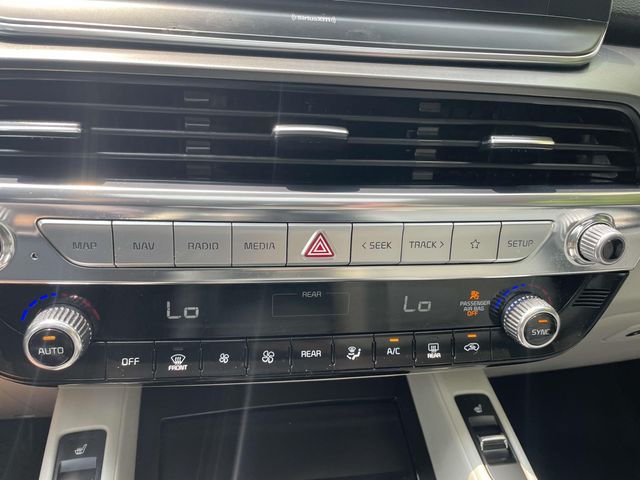 SiriusXM
MAP NAV RADIO MEDIA < SEEK TRACK > SETUP
Lo REAR Lo PASSENGER
AIR BAG
OFF
AUTO SYNC
OFF FRONT REAR A/C REAR